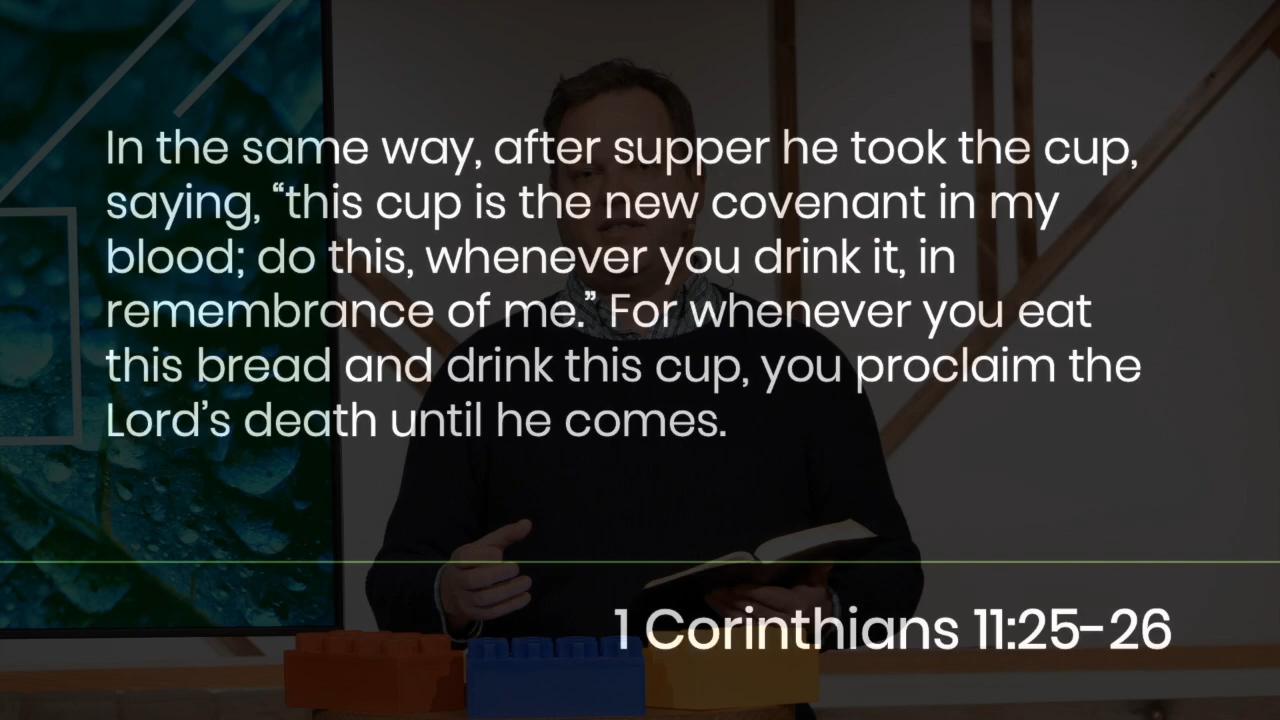 In the same way, after supper he took the cup,
saying, “this cup is the new covenant in my
blood; do this, whenever you drink it, in
remembrance of me.” For whenever you eat
this bread and drink this cup, you proclaim the
Lord’s death until he comes.
1 Corinthians 11:25-26